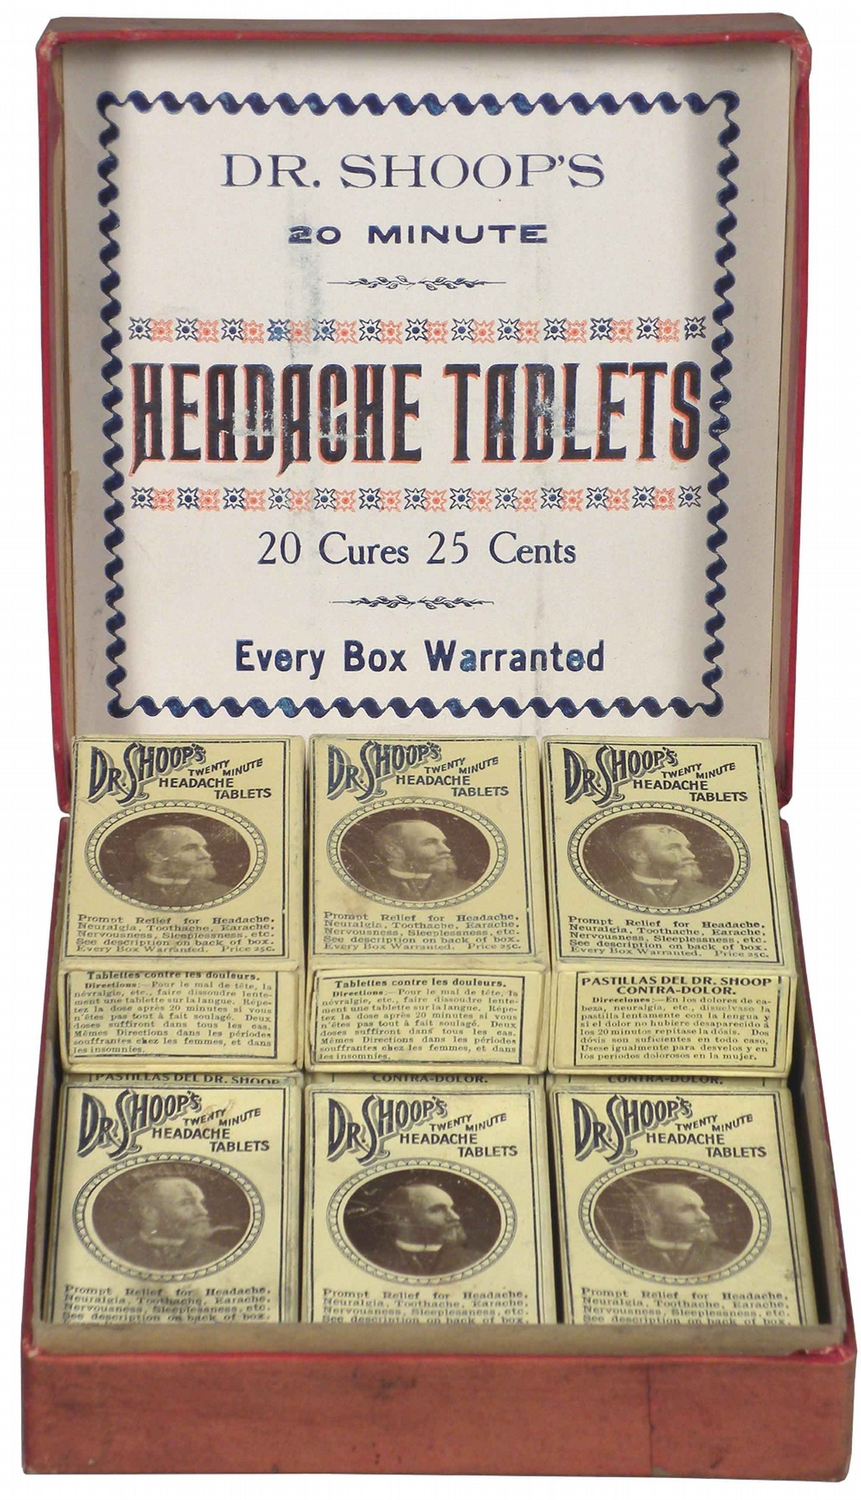 DR. SHOOP'S
20 MINUTE
HEADACHE TABLETS
20 Cures 25 Cents
Every Box Warranted
DR. SHOOP'S
TWENTY MINUTE
HEADACHE
TABLETS
Prompt Relief for Headache,
Neuralgia, Toothache, Earache,
Nervousness, Sleeplessness, etc.
See description on back of box.
Every Box Warranted. Price 25c.
Tablettes contre les douleurs.
Directions:—Pour le mal de tête, la
névralgie, etc., faire dissoudre lente-
ment une tablette sur la langue. Répe-
tez la dose après 20 minutes si vous
n'êtes pas tout à fait soulagé. Deux
doses suffiront dans tous les cas.
Mêmes Directions dans les périodes
souffrantes chez les femmes, et dans
les insomnies.
DR. SHOOP'S
TWENTY MINUTE
HEADACHE
TABLETS
Prompt Relief for Headache,
Neuralgia, Toothache, Earache,
Nervousness, Sleeplessness, etc.
See description on back of box.
Every Box Warranted. Price 25c.
Tablettes contre les douleurs.
Directions:—Pour le mal de tête, la
névralgie, etc., faire dissoudre lente-
ment une tablette sur la langue. Répe-
tez la dose après 20 minutes si vous
n'êtes pas tout à fait soulagé. Deux
doses suffiront dans tous les cas.
Mêmes Directions dans les périodes
souffrantes chez les femmes, et dans
les insomnies.
DR. SHOOP'S
TWENTY MINUTE
HEADACHE
TABLETS
Prompt Relief for Headache,
Neuralgia, Toothache, Earache,
Nervousness, Sleeplessness, etc.
See description on back of box.
Every Box Warranted. Price 25c.
PASTILLAS DEL DR. SHOOP
CONTRA-DOLOR.
Direcciones:—En los dolores de ca-
beza, neuralgia, etc., disuelvase la
pastilla lentamente con la lengua y
si el dolor no hubiere desaparecido á
los 20 minutos repitase la dósis. Dos
dósis son suficientes en todo caso.
Usese igualmente para desvelos y en
los periodos dolorosos en la mujer.
PASTILLAS DEL DR. SHOOP
DR. SHOOP'S
TWENTY MINUTE
HEADACHE
TABLETS
Prompt Relief for Headache,
Neuralgia, Toothache, Earache,
Nervousness, Sleeplessness, etc.
See description on back of box.
CONTRA-DOLOR.
DR. SHOOP'S
TWENTY MINUTE
HEADACHE
TABLETS
Prompt Relief for Headache,
Neuralgia, Toothache, Earache,
Nervousness, Sleeplessness, etc.
See description on back of box.
CONTRA-DOLOR.
DR. SHOOP'S
TWENTY MINUTE
HEADACHE
TABLETS
Prompt Relief for Headache,
Neuralgia, Toothache, Earache,
Nervousness, Sleeplessness, etc.
See description on back of box.